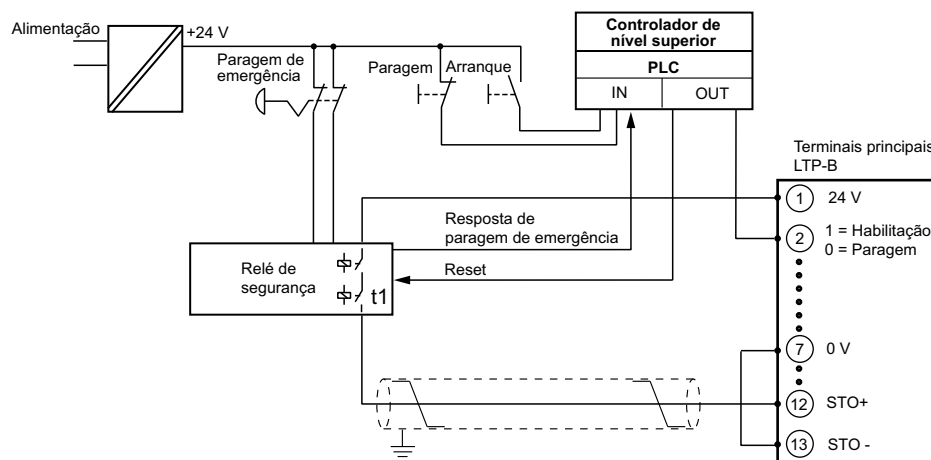 Alimentação
+24 V
Paragem de
emergência
Paragem
Arranque
Controlador de
nível superior
PLC
IN
OUT
Terminais principais
LTP-B
1
24 V
2
1 = Habilitação
0 = Paragem
Resposta de
paragem de emergência
Reset
Relé de
segurança
t1
7
0 V
12
STO+
13
STO -